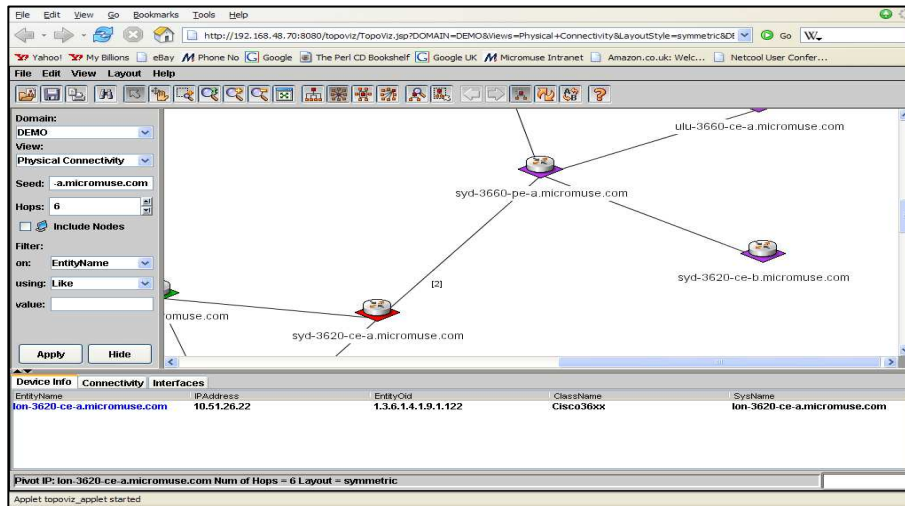 File Edit View Go Bookmarks Tools Help
http://192.168.48.70:8080/topoviz/TopoViz.jsp?DOMAIN=DEMO&Views=Physical+Connectivity&LayoutStyle=symmetric&DE Go
Yahoo! My Billions eBay Phone No Google The Perl CD Bookshelf Google UK Micromuse Intranet Amazon.co.uk: Welc... Netcool User Confer...
File Edit View Layout Help
Domain:
DEMO
View:
Physical Connectivity
Seed: -a.micromuse.com
Hops: 6
Include Nodes
Filter:
on: EntityName
using: Like
value:
Apply Hide
ulu-3660-ce-a.micromuse.com
syd-3660-pe-a.micromuse.com
syd-3620-ce-b.micromuse.com
[2]
omuse.com
syd-3620-ce-a.micromuse.com
Device Info Connectivity Interfaces
EntityName IPAddress EntityOid ClassName SysName
lon-3620-ce-a.micromuse.com 10.51.26.22 1.3.6.1.4.1.9.1.122 Cisco36xx lon-3620-ce-a.micromuse.com
Pivot IP: lon-3620-ce-a.micromuse.com Num of Hops = 6 Layout = symmetric
Applet topoviz_applet started